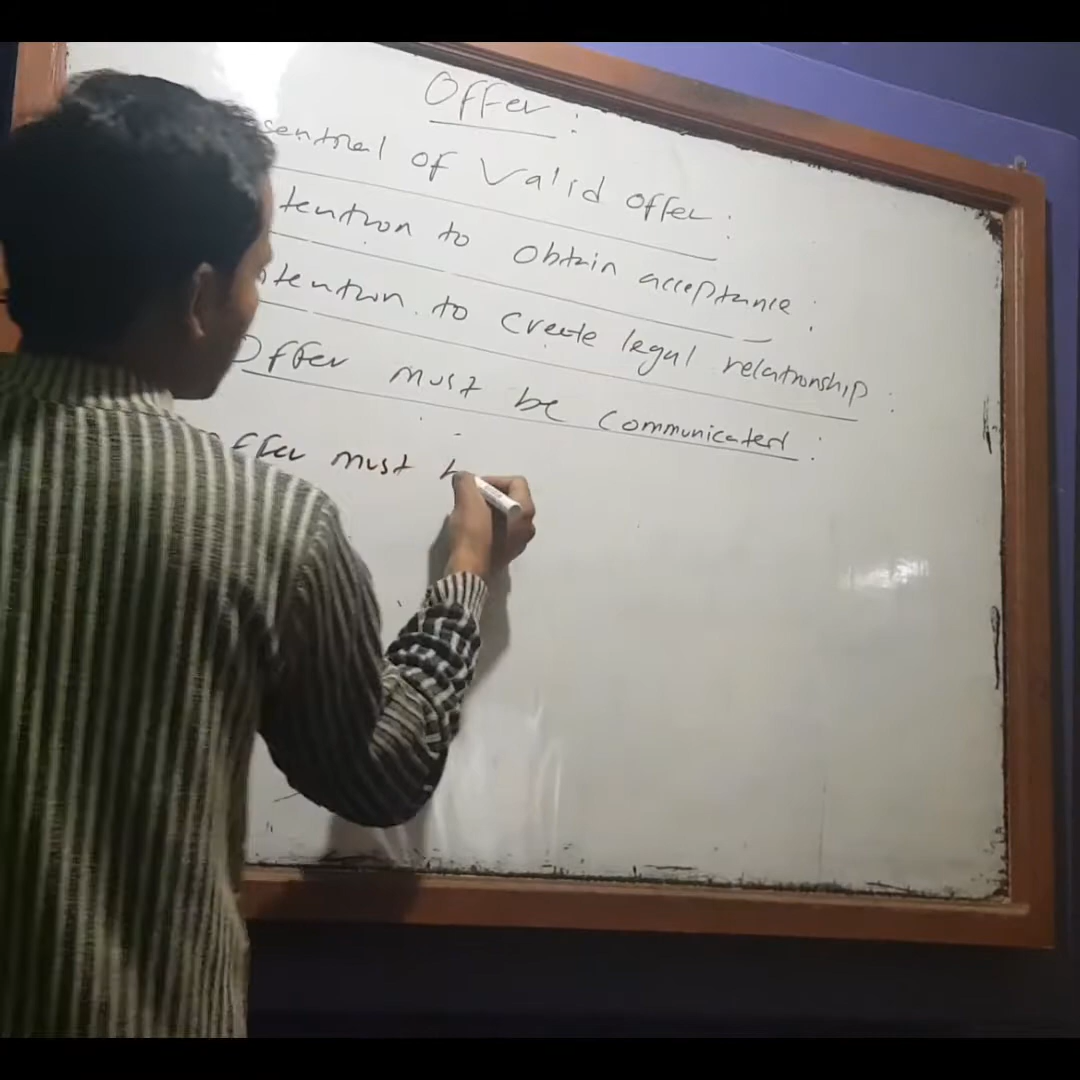 Offer:
sential of Valid offer:
tention to obtain acceptance:
tention to create legal relationship:
Offer must be communicated:
ffer must